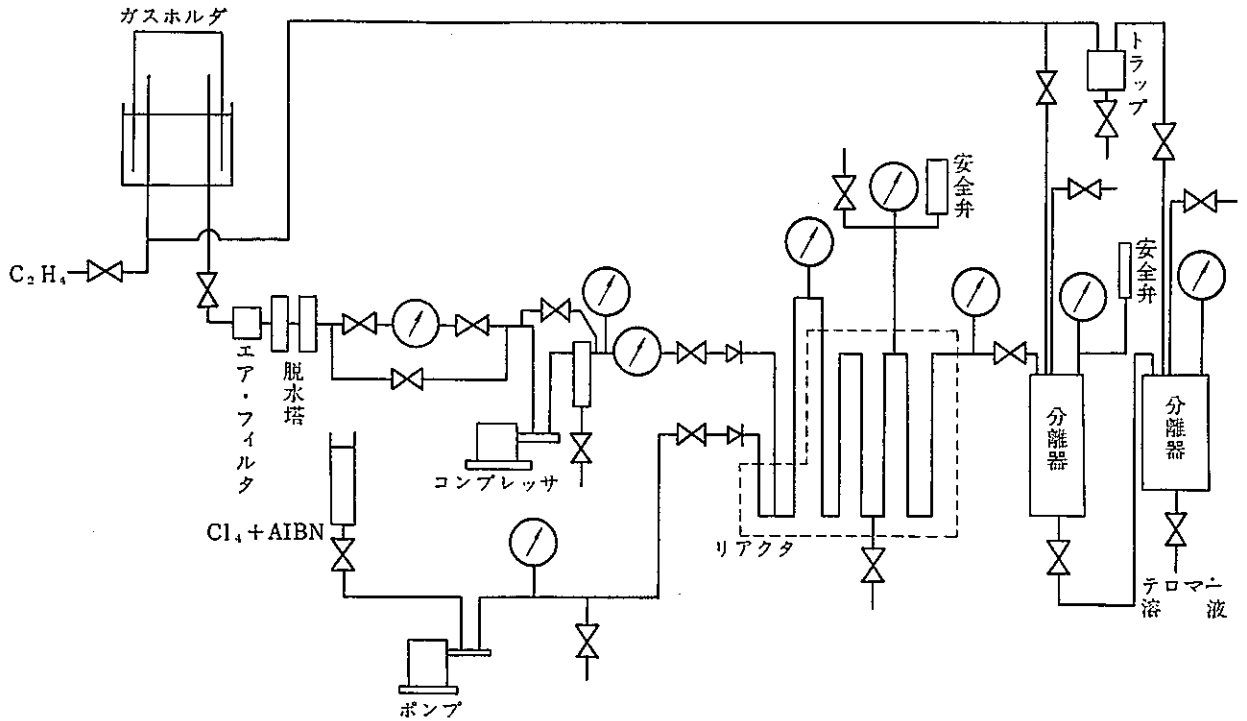 ガスホルダ
トラップ
安全弁
C₂H₄
安全弁
エア・フィルタ
脱水塔
分離器
分離器
コンプレッサ
Cl₄+AIBN
リアクタ
テロマー溶液
ポンプ